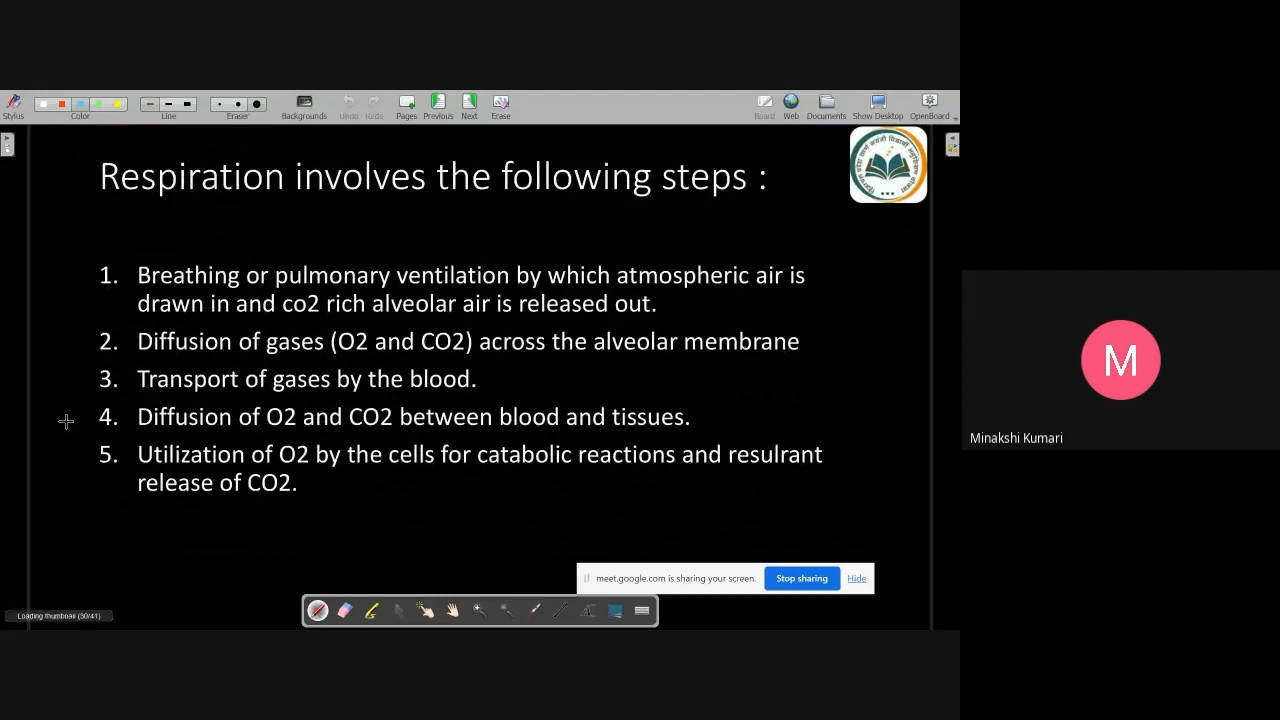 Stylus
Color
Line
Eraser
Backgrounds
Undo
Redo
Pages
Previous
Next
Erase
Board
Web
Documents
Show Desktop
OpenBoard
Respiration involves the following steps :
1. Breathing or pulmonary ventilation by which atmospheric air is
drawn in and co2 rich alveolar air is released out.
2. Diffusion of gases (O2 and CO2) across the alveolar membrane
3. Transport of gases by the blood.
4. Diffusion of O2 and CO2 between blood and tissues.
5. Utilization of O2 by the cells for catabolic reactions and resulrant
release of CO2.
M
Minakshi Kumari
meet.google.com is sharing your screen.
Stop sharing
Hide
Loading thumbnail (30/41)